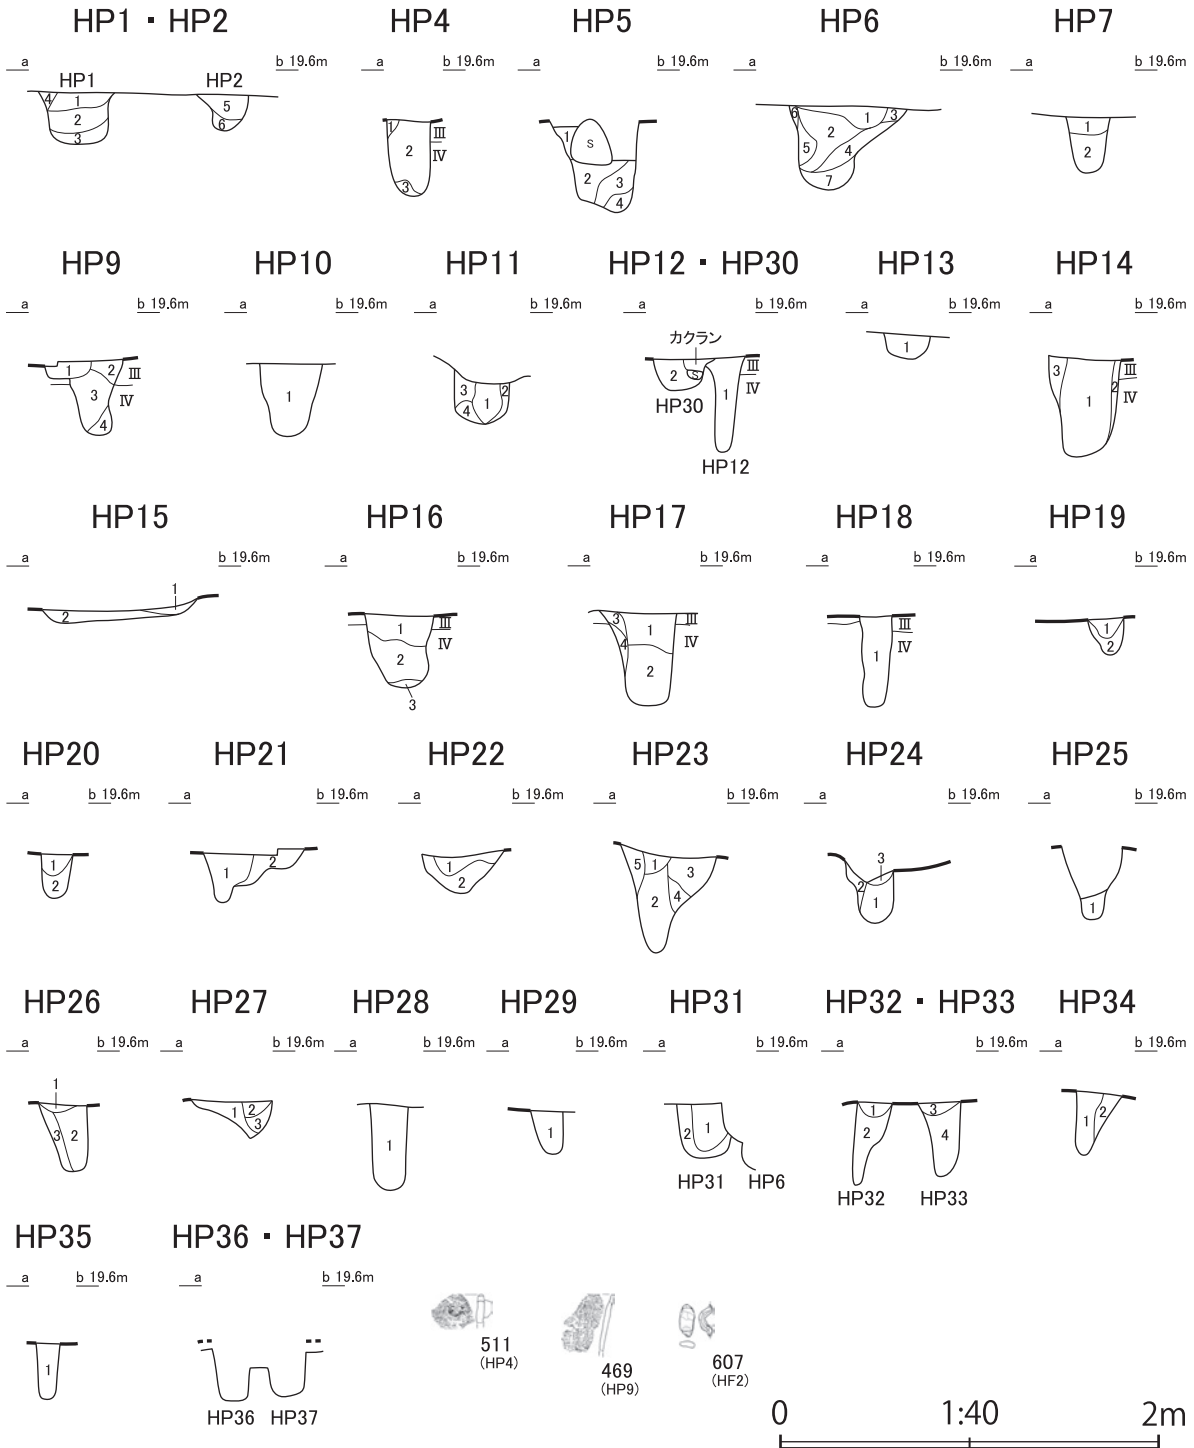 HP1・HP2 HP4 HP5 HP6 HP7
a b 19.6m a b 19.6m a b 19.6m a b 19.6m a b 19.6m
HP1 HP2
4 1 2 3 5 6
1 2 3 Ⅲ Ⅳ
1 S 2 3 4
6 1 3 2 5 4 7
1 2
HP9 HP10 HP11 HP12・HP30 HP13 HP14
a b 19.6m a b 19.6m a b 19.6m a b 19.6m a b 19.6m a b 19.6m
1 2 3 4 Ⅲ Ⅳ
1
3 1 2 4
カクラン
2 S 1 Ⅲ Ⅳ
HP30
HP12
1
3 1 2 Ⅲ Ⅳ
HP15 HP16 HP17 HP18 HP19
a b 19.6m a b 19.6m a b 19.6m a b 19.6m a b 19.6m
1 2
1 2 3 Ⅲ Ⅳ
3 1 4 2 Ⅲ Ⅳ
1 Ⅲ Ⅳ
1 2
HP20 HP21 HP22 HP23 HP24 HP25
a b 19.6m a b 19.6m a b 19.6m a b 19.6m a b 19.6m a b 19.6m
1 2
1 2
1 2
5 1 3 2 4
3 2 1
1
HP26 HP27 HP28 HP29 HP31 HP32・HP33 HP34
a b 19.6m a b 19.6m a b 19.6m a b 19.6m a b 19.6m a b 19.6m a b 19.6m
1 3 2
1 2 3
1
1
2 1
HP31 HP6
1 2 3 4
HP32 HP33
1 2
HP35 HP36・HP37
a b 19.6m a b 19.6m
1
HP36 HP37
511
(HP4)
469
(HP9)
607
(HF2)
0 1:40 2m